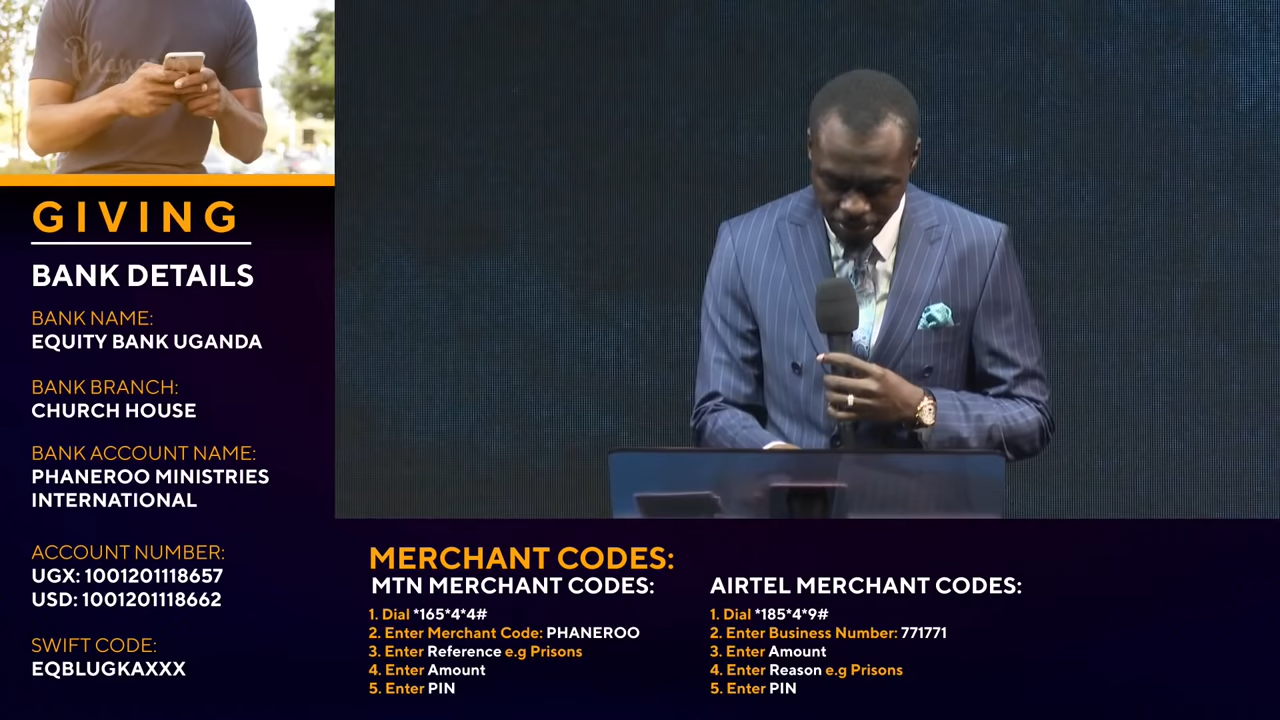 Phaneroo
GIVING
BANK DETAILS
BANK NAME:
EQUITY BANK UGANDA
BANK BRANCH:
CHURCH HOUSE
BANK ACCOUNT NAME:
PHANEROO MINISTRIES
INTERNATIONAL
ACCOUNT NUMBER:
UGX: 1001201118657
USD: 1001201118662
SWIFT CODE:
EQBLUGKAXXX
MERCHANT CODES:
MTN MERCHANT CODES:
1. Dial *165*4*4#
2. Enter Merchant Code: PHANEROO
3. Enter Reference e.g Prisons
4. Enter Amount
5. Enter PIN
AIRTEL MERCHANT CODES:
1. Dial *185*4*9#
2. Enter Business Number: 771771
3. Enter Amount
4. Enter Reason e.g Prisons
5. Enter PIN